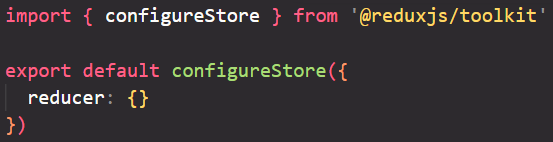 import { configureStore } from '@reduxjs/toolkit'
export default configureStore({
  reducer: {}
})